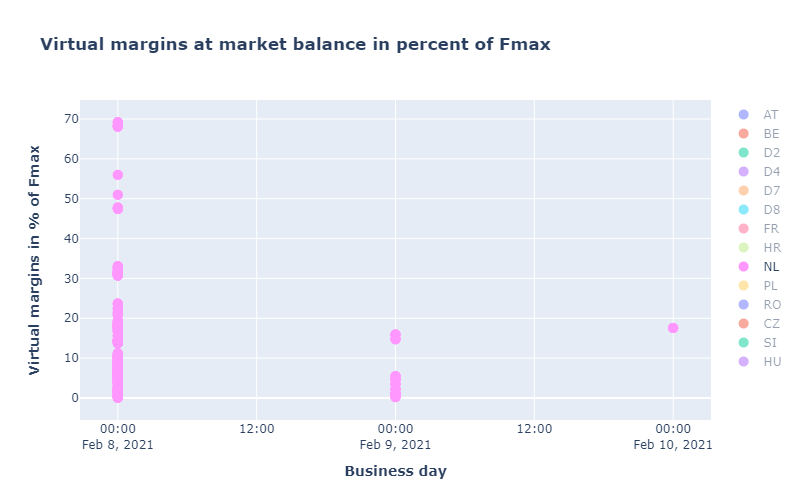 Virtual margins at market balance in percent of Fmax
Virtual margins in % of Fmax
70
60
50
40
30
20
10
0
00:00
Feb 8, 2021
12:00
00:00
Feb 9, 2021
12:00
00:00
Feb 10, 2021
Business day
AT
BE
D2
D4
D7
D8
FR
HR
NL
PL
RO
CZ
SI
HU